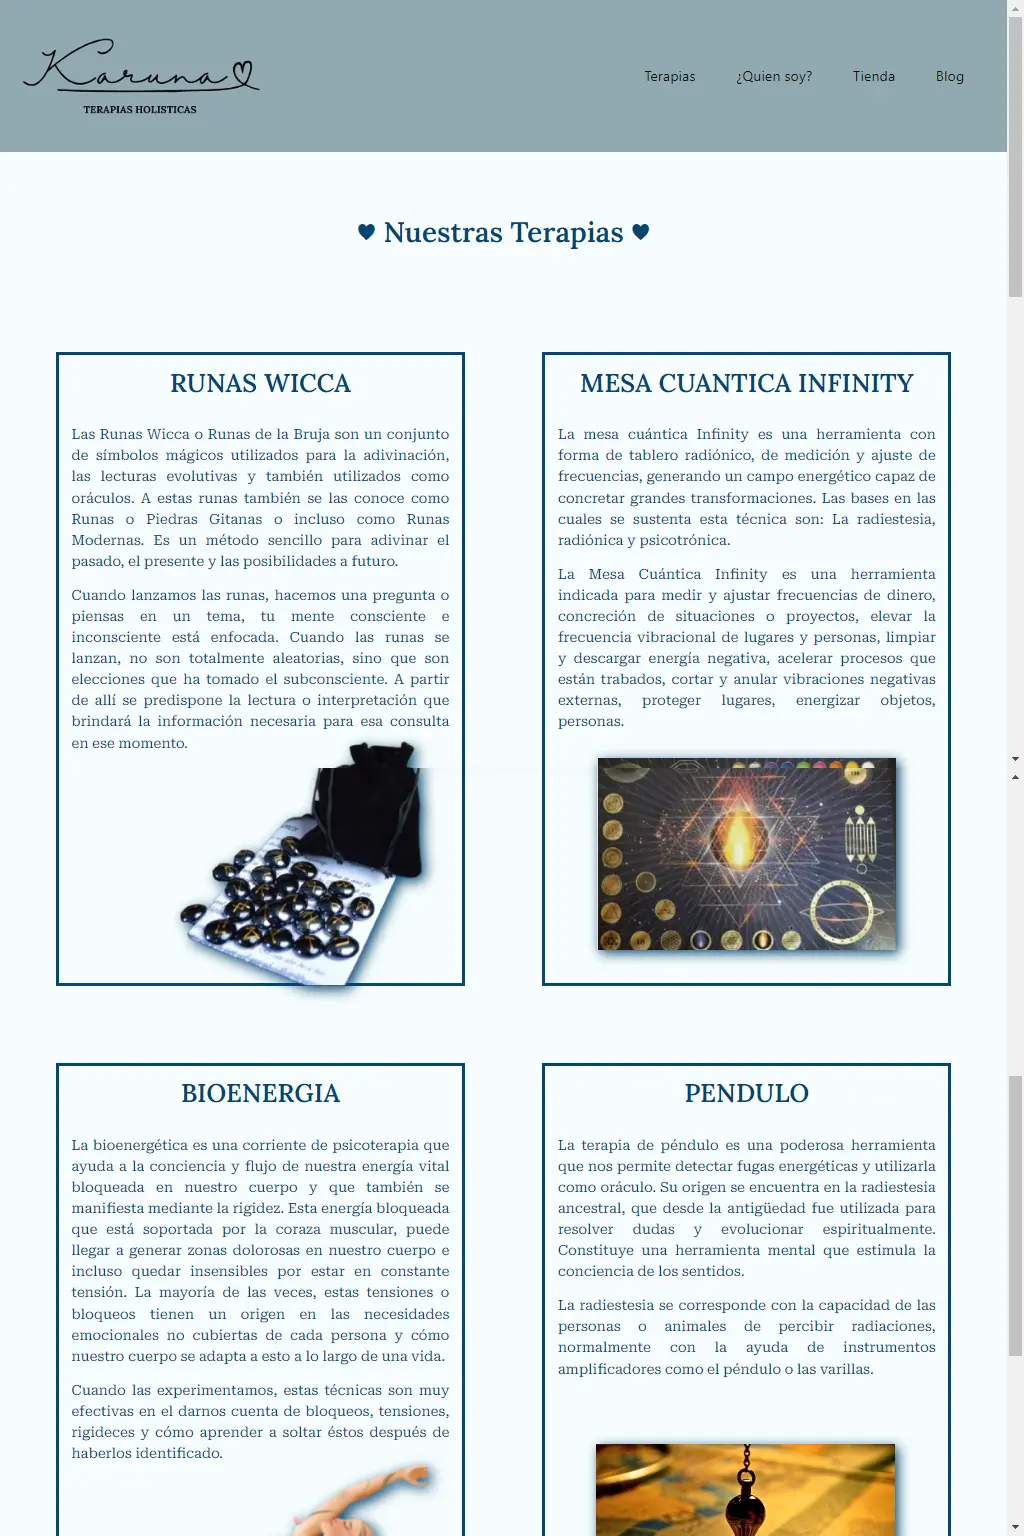 Karuna
TERAPIAS HOLISTICAS
Terapias
¿Quien soy?
Tienda
Blog
♥ Nuestras Terapias ♥
RUNAS WICCA
Las Runas Wicca o Runas de la Bruja son un conjunto
de símbolos mágicos utilizados para la adivinación,
las lecturas evolutivas y también utilizados como
oráculos. A estas runas también se las conoce como
Runas o Piedras Gitanas o incluso como Runas
Modernas. Es un método sencillo para adivinar el
pasado, el presente y las posibilidades a futuro.
Cuando lanzamos las runas, hacemos una pregunta o
piensas en un tema, tu mente consciente e
inconsciente está enfocada. Cuando las runas se
lanzan, no son totalmente aleatorias, sino que son
elecciones que ha tomado el subconsciente. A partir
de allí se predispone la lectura o interpretación que
brindará la información necesaria para esa consulta
en ese momento.
MESA CUANTICA INFINITY
La mesa cuántica Infinity es una herramienta con
forma de tablero radiónico, de medición y ajuste de
frecuencias, generando un campo energético capaz de
concretar grandes transformaciones. Las bases en las
cuales se sustenta esta técnica son: La radiestesia,
radiónica y psicotrónica.
La Mesa Cuántica Infinity es una herramienta
indicada para medir y ajustar frecuencias de dinero,
concreción de situaciones o proyectos, elevar la
frecuencia vibracional de lugares y personas, limpiar
y descargar energía negativa, acelerar procesos que
están trabados, cortar y anular vibraciones negativas
externas, proteger lugares, energizar objetos,
personas.
BIOENERGIA
La bioenergética es una corriente de psicoterapia que
ayuda a la conciencia y flujo de nuestra energía vital
bloqueada en nuestro cuerpo y que también se
manifiesta mediante la rigidez. Esta energía bloqueada
que está soportada por la coraza muscular, puede
llegar a generar zonas dolorosas en nuestro cuerpo e
incluso quedar insensibles por estar en constante
tensión. La mayoría de las veces, estas tensiones o
bloqueos tienen un origen en las necesidades
emocionales no cubiertas de cada persona y cómo
nuestro cuerpo se adapta a esto a lo largo de una vida.
Cuando las experimentamos, estas técnicas son muy
efectivas en el darnos cuenta de bloqueos, tensiones,
rigideces y cómo aprender a soltar éstos después de
haberlos identificado.
PENDULO
La terapia de péndulo es una poderosa herramienta
que nos permite detectar fugas energéticas y utilizarla
como oráculo. Su origen se encuentra en la radiestesia
ancestral, que desde la antigüedad fue utilizada para
resolver dudas y evolucionar espiritualmente.
Constituye una herramienta mental que estimula la
conciencia de los sentidos.
La radiestesia se corresponde con la capacidad de las
personas o animales de percibir radiaciones,
normalmente con la ayuda de instrumentos
amplificadores como el péndulo o las varillas.